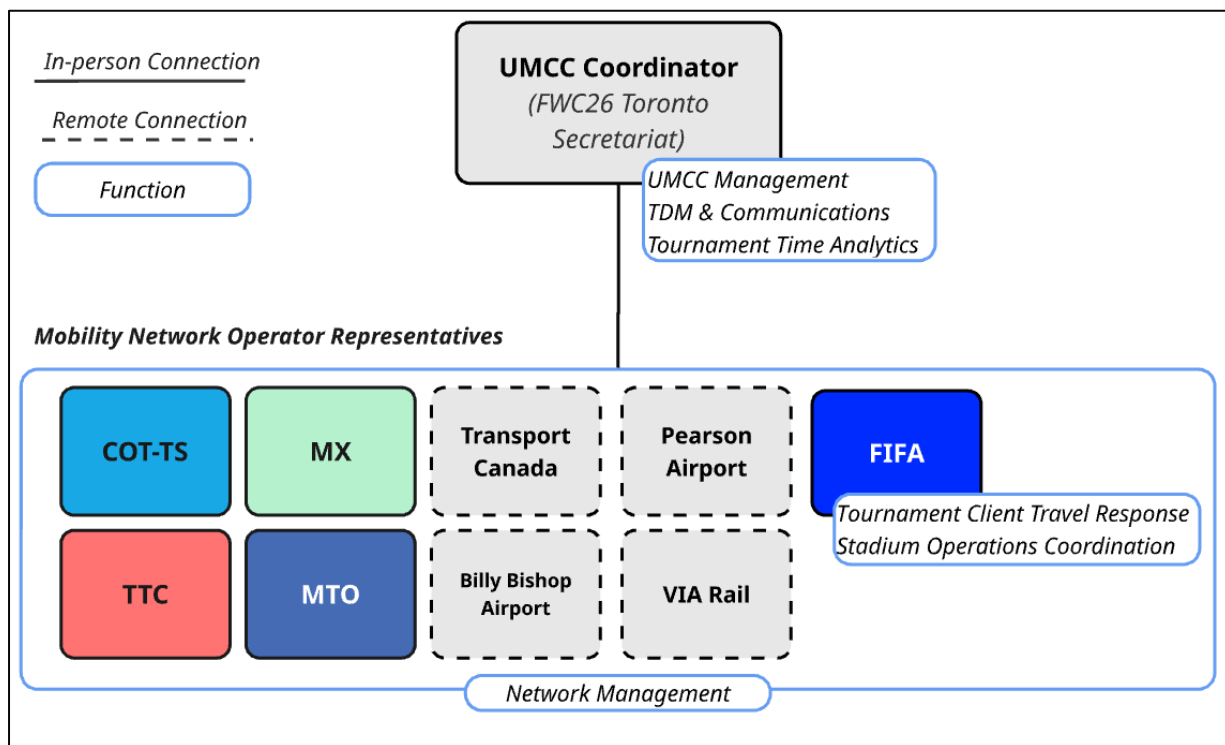 In-person Connection
Remote Connection
Function
UMCC Coordinator
(FWC26 Toronto
Secretariat)
UMCC Management
TDM & Communications
Tournament Time Analytics
Mobility Network Operator Representatives
COT-TS
MX
Transport
Canada
Pearson
Airport
FIFA
Tournament Client Travel Response
Stadium Operations Coordination
TTC
MTO
Billy Bishop
Airport
VIA Rail
Network Management